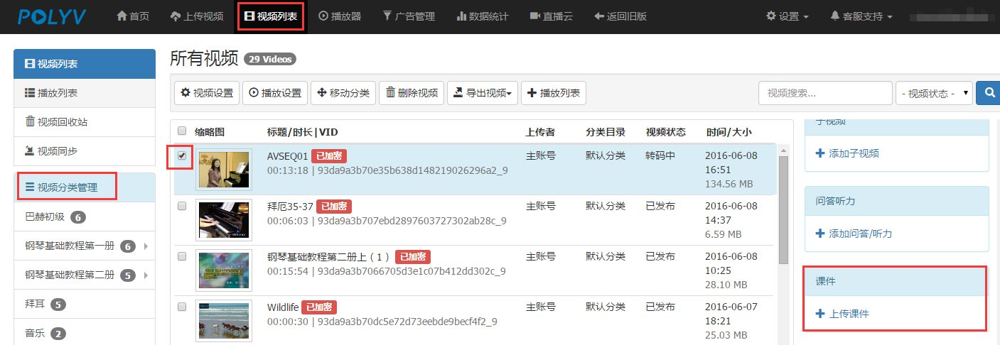 POLYV 首页 上传视频 视频列表 播放器 广告管理 数据统计 直播云 返回旧版 设置 客服支持
视频列表
播放列表
视频回收站
视频同步
视频分类管理
巴赫初级 6
钢琴基础教程第一册 6
钢琴基础教程第二册 5
拜耳 5
音乐 2
所有视频 29 Videos
视频设置 播放设置 移动分类 删除视频 导出视频 播放列表 视频搜索... - 视频状态 -
缩略图 标题/时长|VID 上传者 分类目录 视频状态 时间/大小
AVSEQ01 已加密 主账号 默认分类 转码中 2016-06-08
00:13:18 | 93da9a3b70e35b638d148219026296a2_9 16:51
134.56 MB
拜厄35-37 已加密 主账号 默认分类 已发布 2016-06-08
00:06:03 | 93da9a3b707ebd2897603727302ab28c_9 14:37
6.59 MB
钢琴基础教程第二册上（1） 已加密 主账号 默认分类 已发布 2016-06-08
00:15:54 | 93da9a3b7066705d3e1c07b412dd302c_9 10:25
28.10 MB
Wildlife 已加密 主账号 默认分类 已发布 2016-06-07
00:00:30 | 93da9a3b70dc5e72d73eebde9becf4f2_9 18:21
25.03 MB
子视频
添加子视频
问答听力
添加问答/听力
课件
上传课件